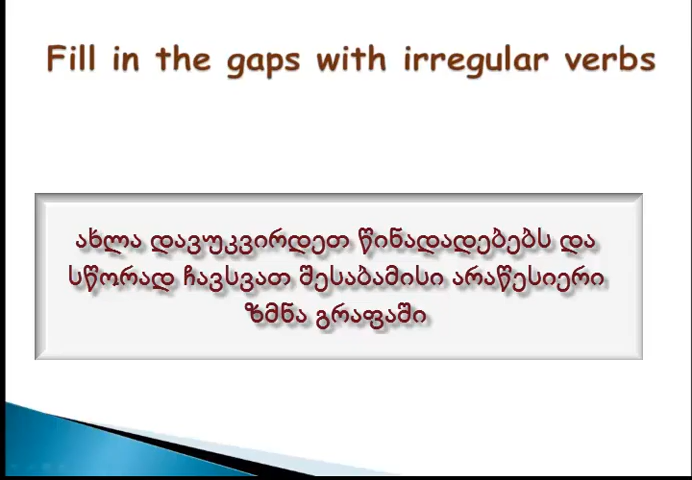 Fill in the gaps with irregular verbs
ახლა დავუკვირდეთ წინადადებებს და
სწორად ჩავსვათ შესაბამისი არაწესიერი
ზმნა გრაფაში